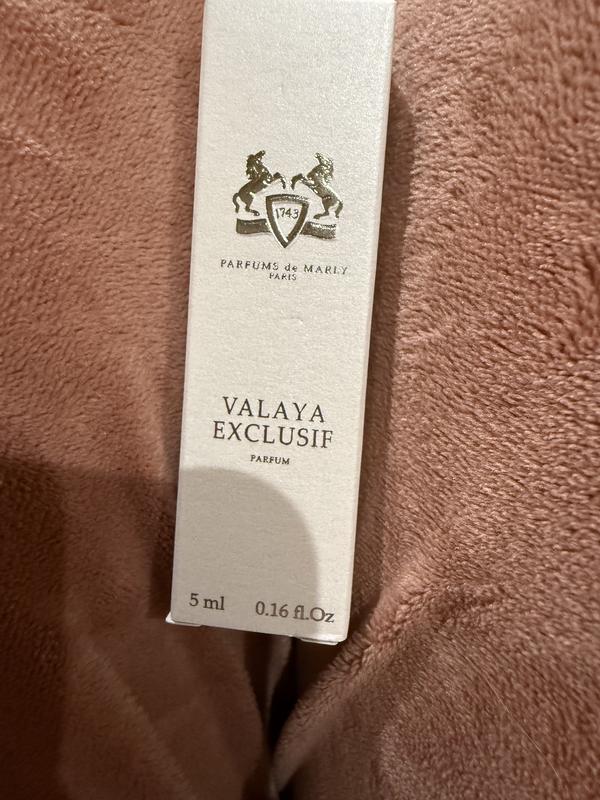 1743
PARFUMS de MARLY
PARIS
VALAYA
EXCLUSIF
PARFUM
5 ml 0.16 fl.Oz